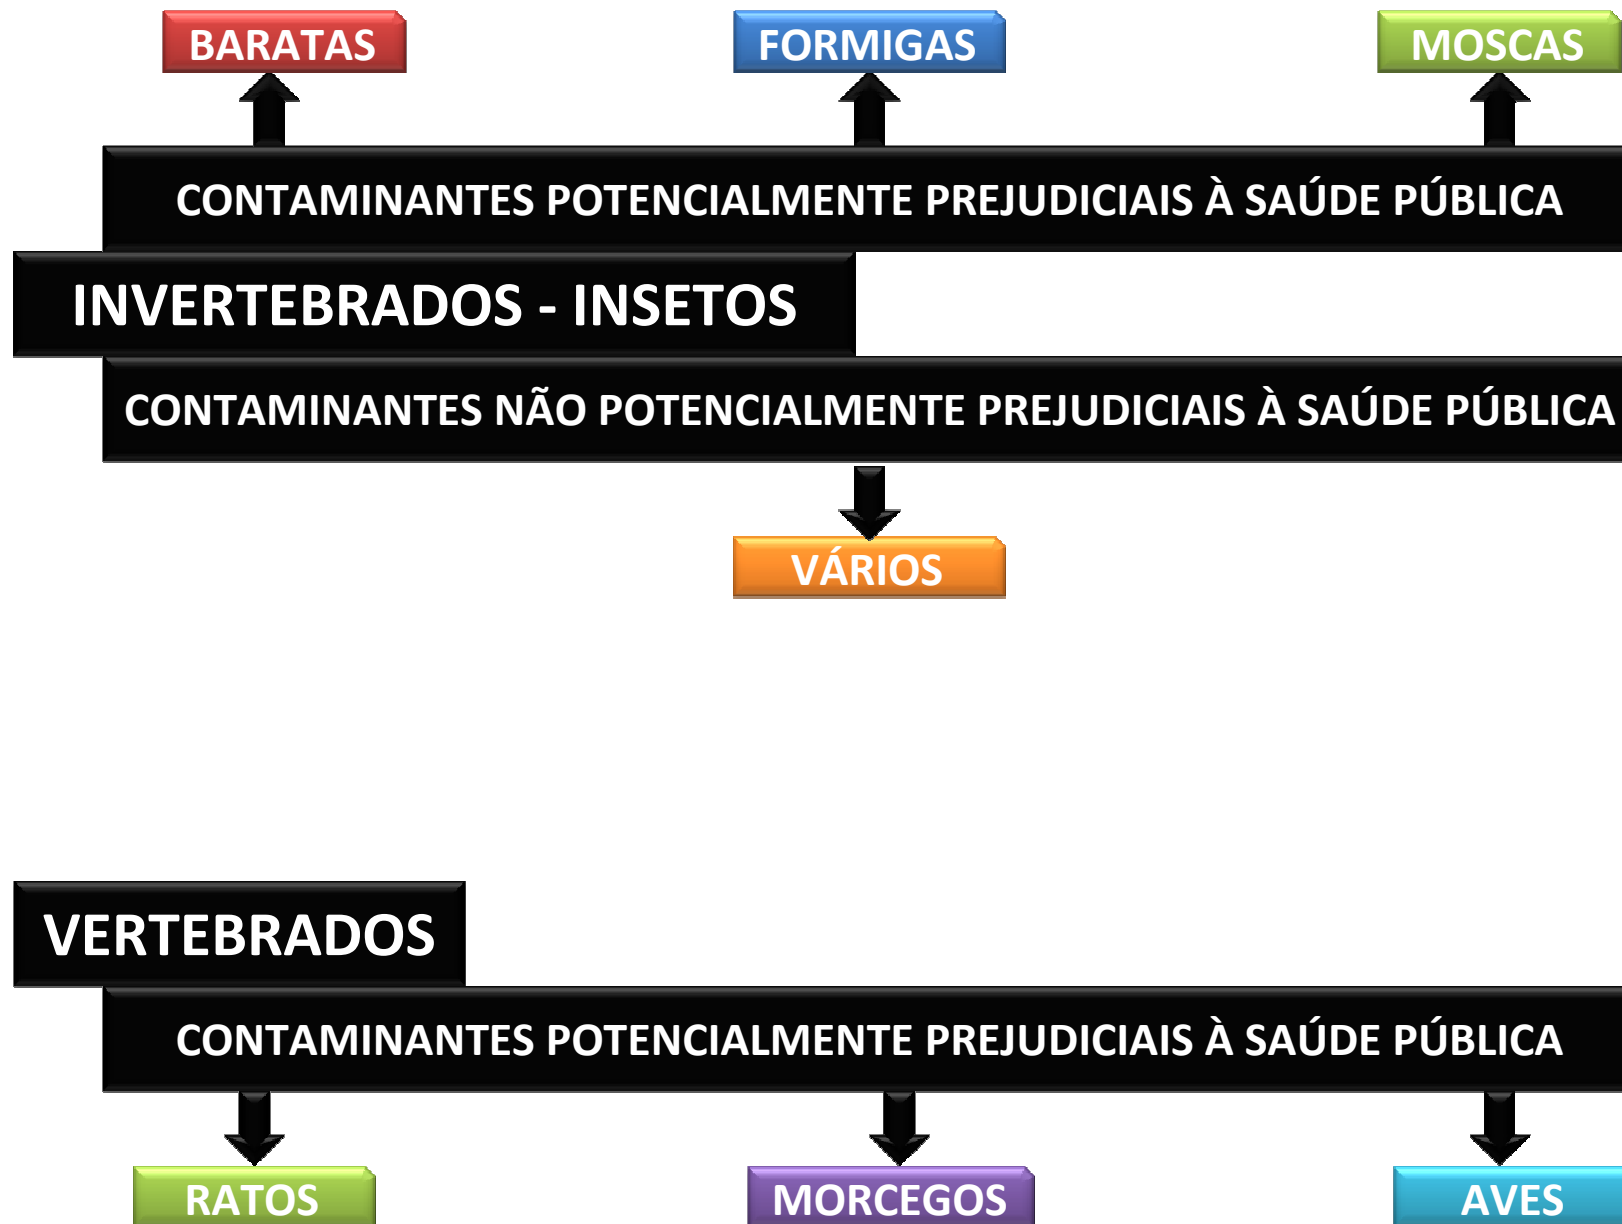 BARATAS
FORMIGAS
MOSCAS
CONTAMINANTES POTENCIALMENTE PREJUDICIAIS À SAÚDE PÚBLICA
INVERTEBRADOS - INSETOS
CONTAMINANTES NÃO POTENCIALMENTE PREJUDICIAIS À SAÚDE PÚBLICA
VÁRIOS
VERTEBRADOS
CONTAMINANTES POTENCIALMENTE PREJUDICIAIS À SAÚDE PÚBLICA
RATOS
MORCEGOS
AVES